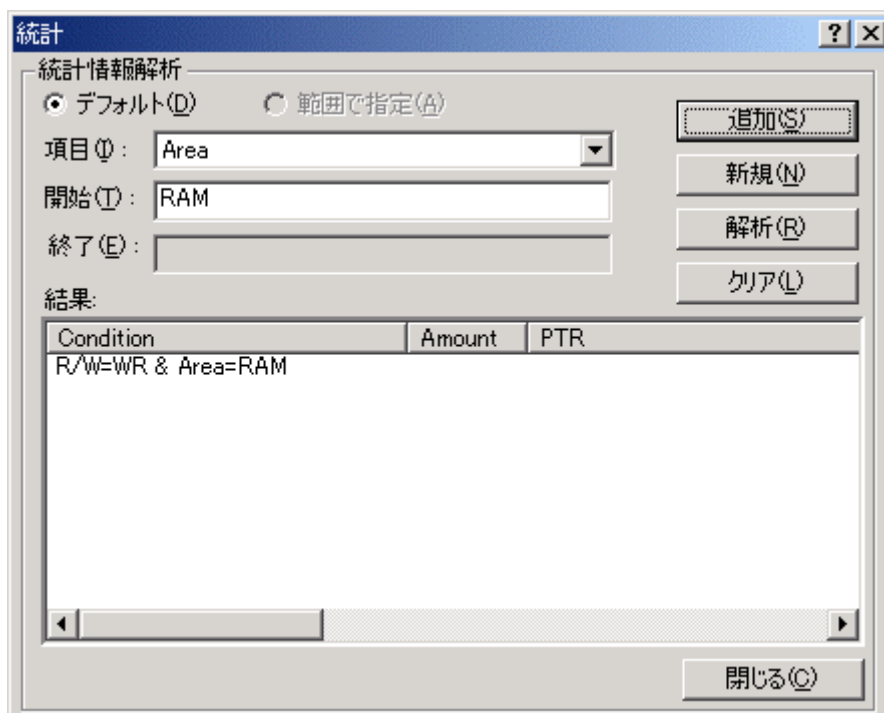 統計
統計情報解析
デフォルト(D) 範囲で指定(A)
追加(S)
項目(I): Area
新規(N)
開始(T): RAM
解析(R)
終了(E):
クリア(L)
結果:
Condition Amount PTR
R/W=WR & Area=RAM
閉じる(C)